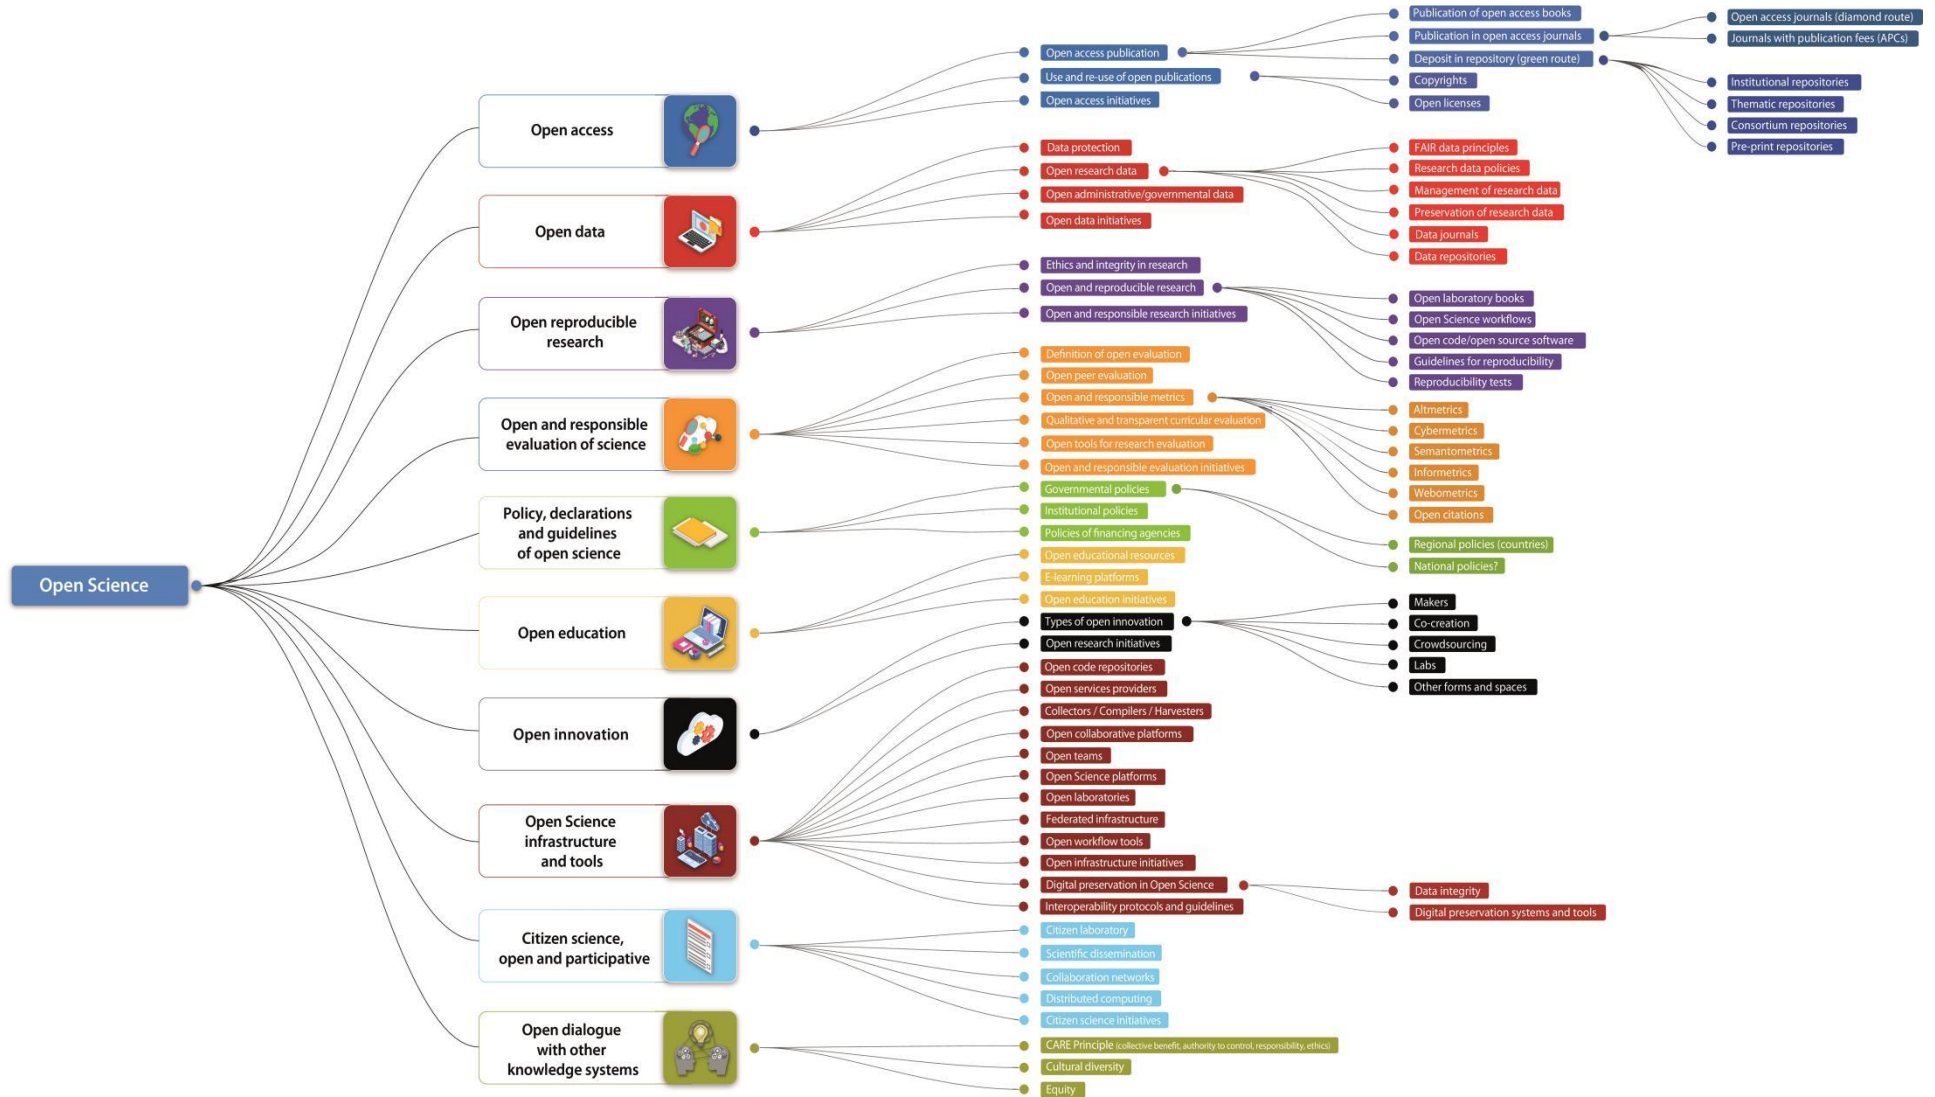 Open Science
Open access
Open access publication
Publication of open access books
Publication in open access journals
Open access journals (diamond route)
Journals with publication fees (APCs)
Deposit in repository (green route)
Institutional repositories
Thematic repositories
Consortium repositories
Pre-print repositories
Use and re-use of open publications
Copyrights
Open licenses
Open access initiatives
Open data
Data protection
Open research data
FAIR data principles
Research data policies
Management of research data
Preservation of research data
Data journals
Data repositories
Open administrative/governmental data
Open data initiatives
Open reproducible
research
Ethics and integrity in research
Open and reproducible research
Open laboratory books
Open Science workflows
Open code/open source software
Guidelines for reproducibility
Reproducibility tests
Open and responsible research initiatives
Open and responsible
evaluation of science
Definition of open evaluation
Open peer evaluation
Open and responsible metrics
Altmetrics
Cybermetrics
Semantometrics
Informetrics
Webometrics
Open citations
Qualitative and transparent curricular evaluation
Open tools for research evaluation
Open and responsible evaluation initiatives
Policy, declarations
and guidelines
of open science
Governmental policies
Regional policies (countries)
National policies?
Institutional policies
Policies of financing agencies
Open education
Open educational resources
E-learning platforms
Open education initiatives
Open innovation
Types of open innovation
Makers
Co-creation
Crowdsourcing
Labs
Other forms and spaces
Open research initiatives
Open Science
infrastructure
and tools
Open code repositories
Open services providers
Collectors / Compilers / Harvesters
Open collaborative platforms
Open teams
Open Science platforms
Open laboratories
Federated infrastructure
Open workflow tools
Open infrastructure initiatives
Digital preservation in Open Science
Data integrity
Digital preservation systems and tools
Interoperability protocols and guidelines
Citizen science,
open and participative
Citizen laboratory
Scientific dissemination
Collaboration networks
Distributed computing
Citizen science initiatives
Open dialogue
with other
knowledge systems
CARE Principle (collective benefit, authority to control, responsibility, ethics)
Cultural diversity
Equity